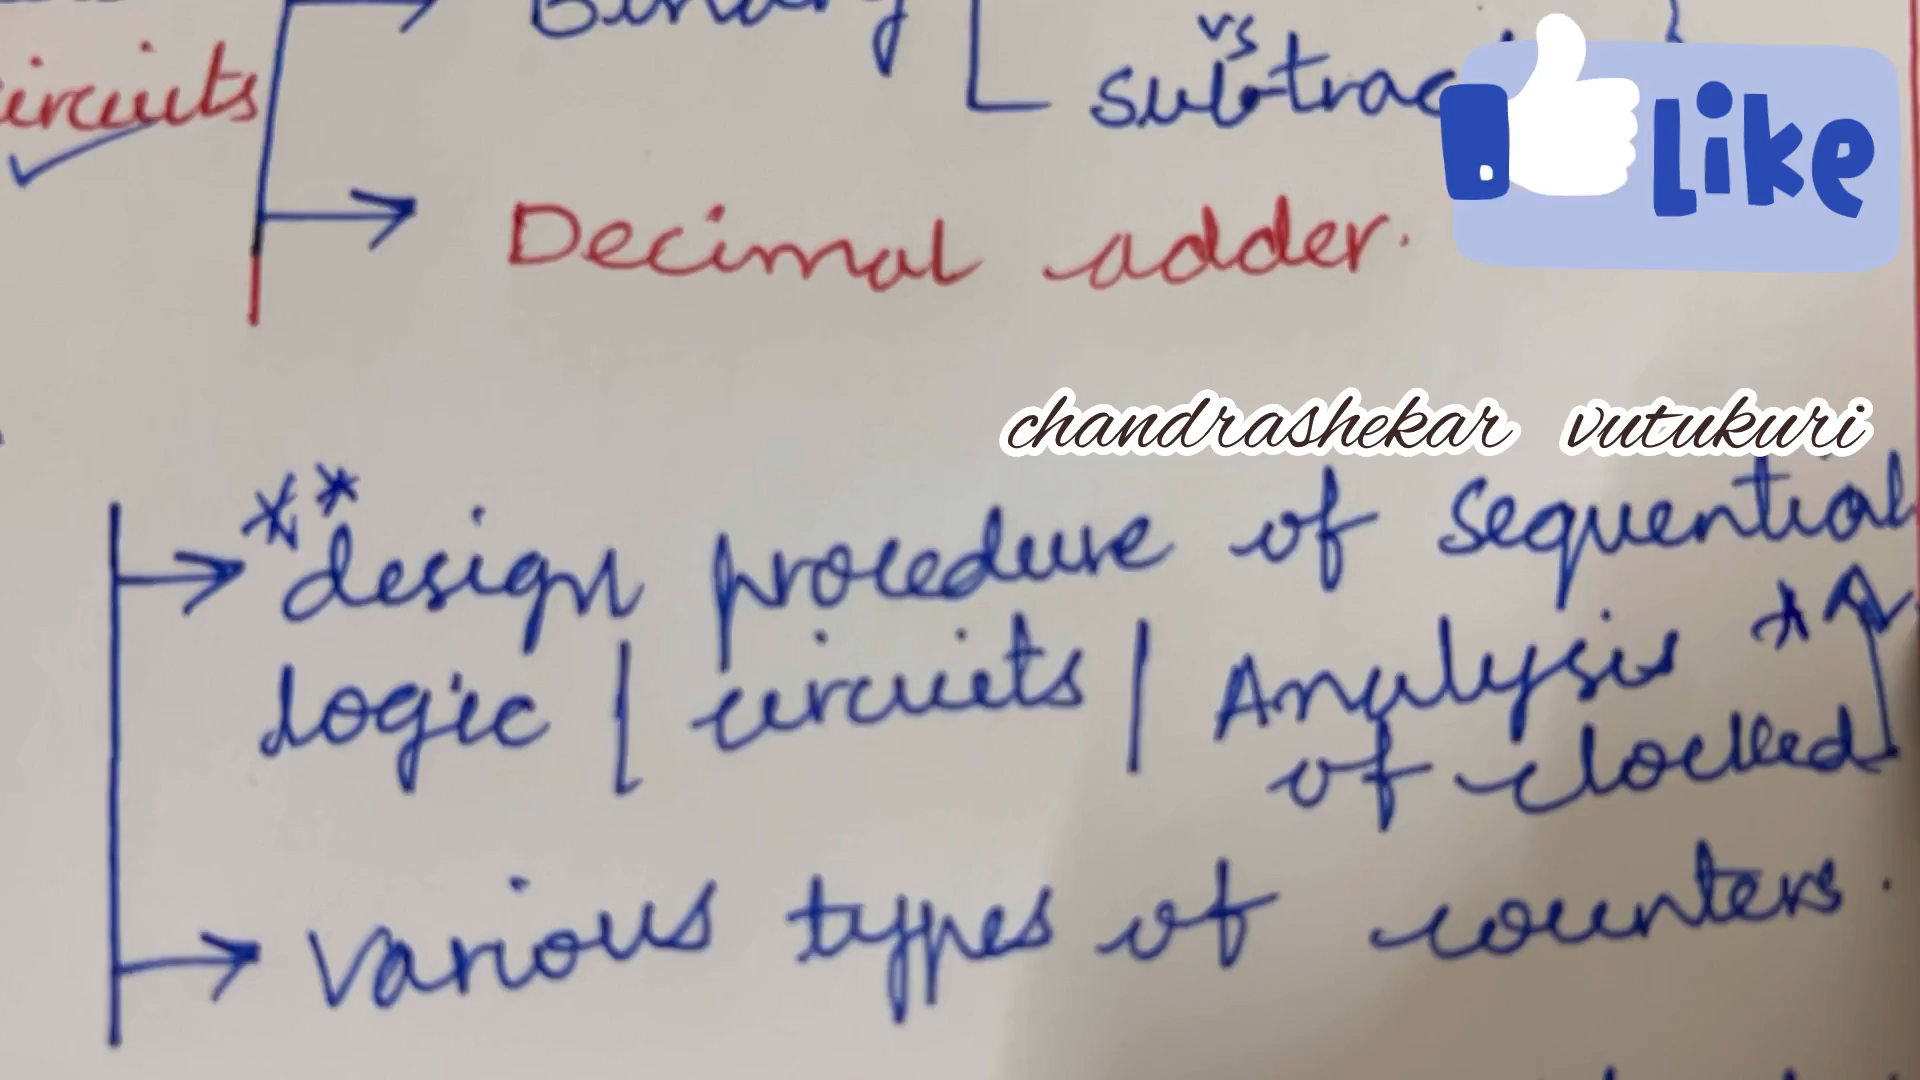 Binary
vs
ircuits
subtrac
Like
Decimal adder.
chandrashekar vutukuri
** design procedure of sequential
logic | circuits | Analysis *
of clocked
various types of counters.